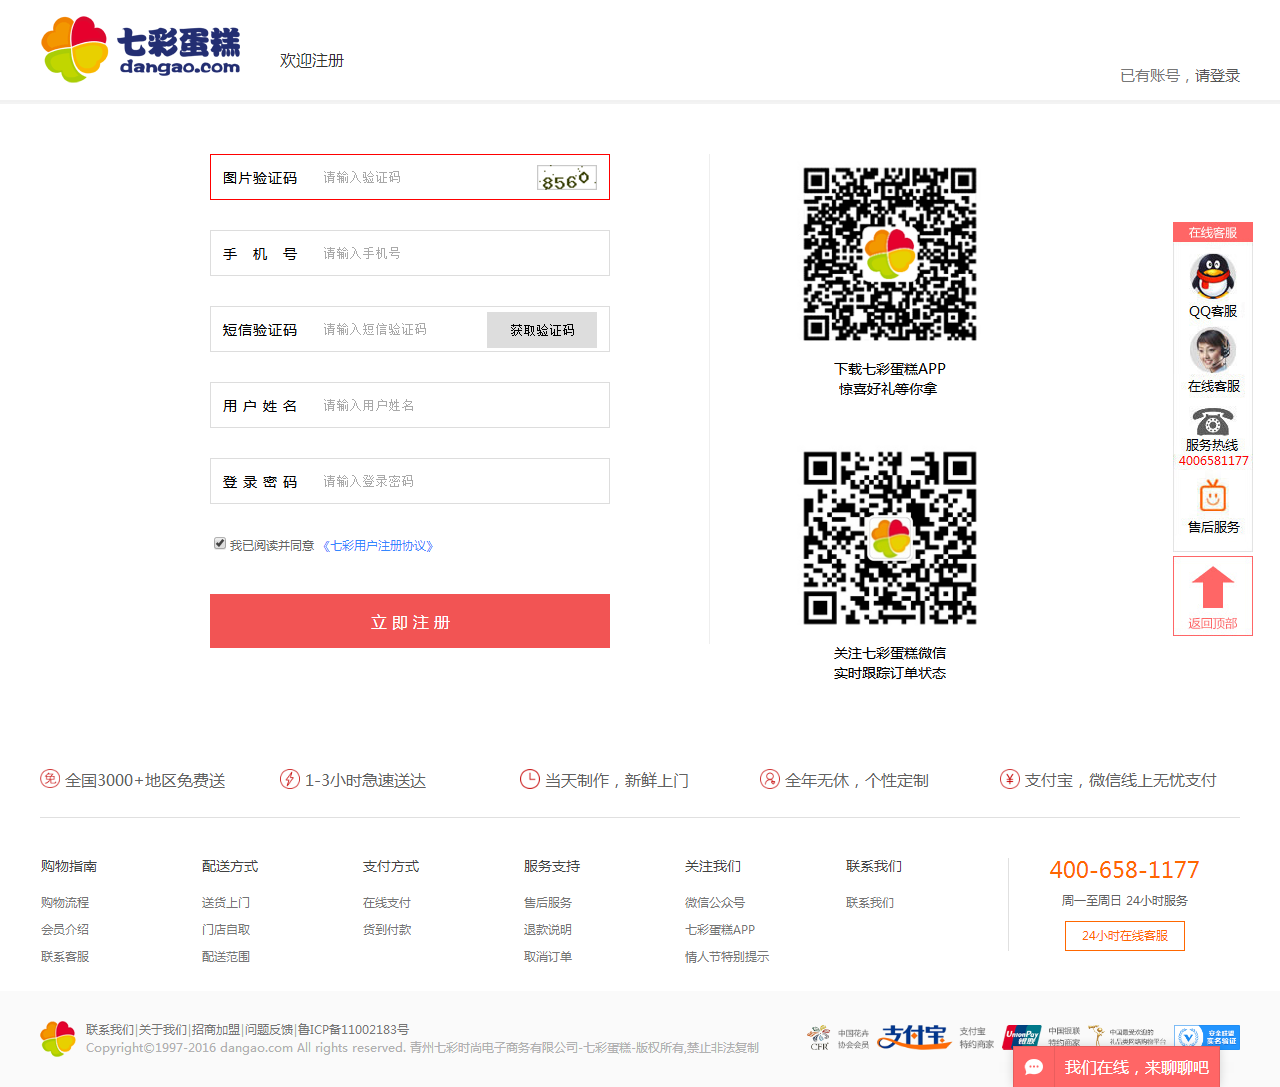 七彩蛋糕
dangao.com
欢迎注册
已有账号，请登录
图片验证码 请输入验证码 8560
手 机 号 请输入手机号
短信验证码 请输入短信验证码 获取验证码
用户姓名 请输入用户姓名
登录密码 请输入登录密码
我已阅读并同意 《七彩用户注册协议》
立即注册
下载七彩蛋糕APP
惊喜好礼等你拿
关注七彩蛋糕微信
实时跟踪订单状态
在线客服
QQ客服
在线客服
服务热线
4006581177
售后服务
返回顶部
免 全国3000+地区免费送 1-3小时急速送达 当天制作，新鲜上门 全年无休，个性定制 ¥ 支付宝，微信线上无忧支付
购物指南 配送方式 支付方式 服务支持 关注我们 联系我们
购物流程 送货上门 在线支付 售后服务 微信公众号 联系我们
会员介绍 门店自取 货到付款 退款说明 七彩蛋糕APP
联系客服 配送范围 取消订单 情人节特别提示
400-658-1177
周一至周日 24小时服务
24小时在线客服
联系我们|关于我们|招商加盟|问题反馈|鲁ICP备11002183号
Copyright©1997-2016 dangao.com All rights reserved. 青州七彩时尚电子商务有限公司-七彩蛋糕-版权所有,禁止非法复制
CFR 中国花卉
协会会员
支付宝 支付宝
特约商家
UnionPay 银联 中国银联
特约商家
中国最受欢迎的
礼品类网络购物平台
安全联盟
实名验证
我们在线，来聊聊吧